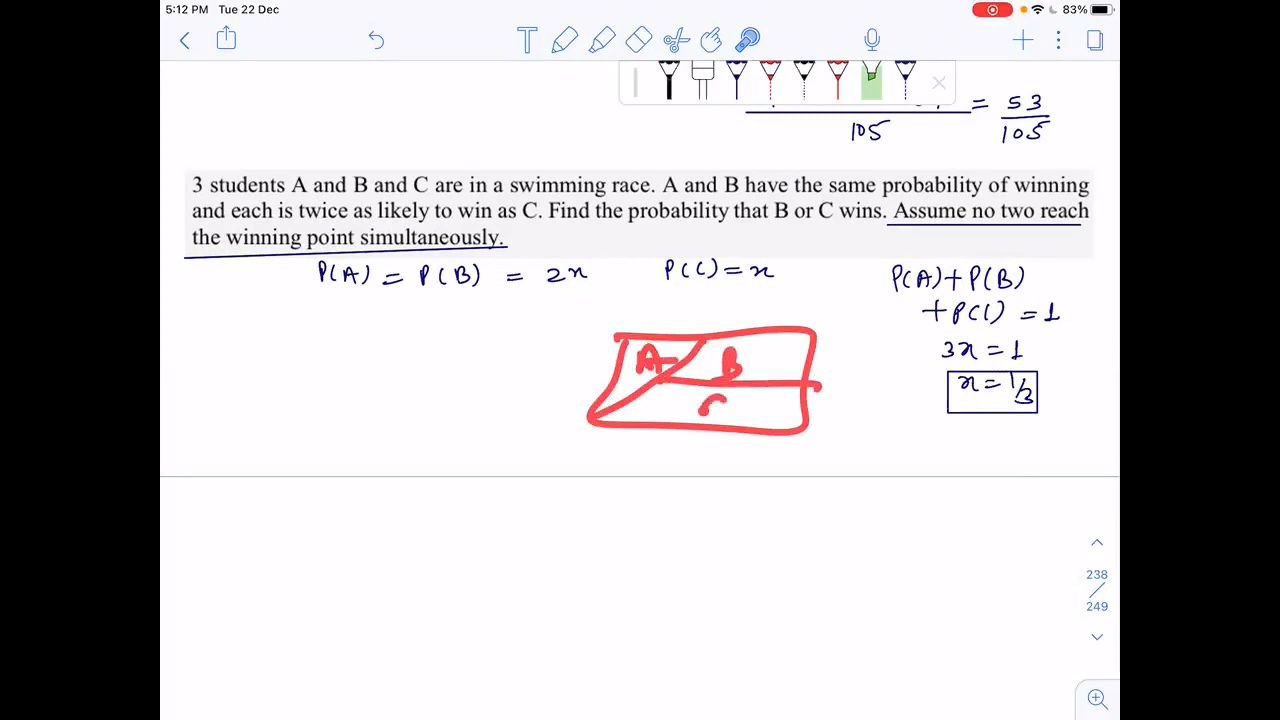 5:12 PM Tue 22 Dec
83%
T
= 53
105
105
3 students A and B and C are in a swimming race. A and B have the same probability of winning
and each is twice as likely to win as C. Find the probability that B or C wins. Assume no two reach
the winning point simultaneously.
P(A) = P(B) = 2x
P(C) = x
P(A)+P(B)
+P(C) = 1
3x = 1
x = 1/3
A
B
C
238
/
249